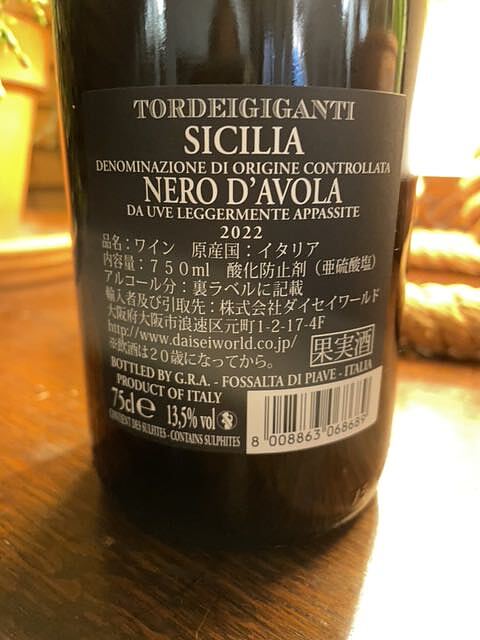 TORDEIGIGANTI
SICILIA
DENOMINAZIONE DI ORIGINE CONTROLLATA
NERO D'AVOLA
DA UVE LEGGERMENTE APPASSITE
2022
品名：ワイン 原産国：イタリア
内容量：750ml 酸化防止剤（亜硫酸塩）
アルコール分：裏ラベルに記載
輸入者及び引取先：株式会社ダイセイワールド
大阪府大阪市浪速区元町1-2-17-4F
http://www.daiseiworld.co.jp/
※飲酒は20歳になってから。
果実酒
BOTTLED BY G.R.A. - FOSSALTA DI PIAVE - ITALIA
PRODUCT OF ITALY
75cl e 13,5% vol
CONTIENT DES SULFITES - CONTAINS SULPHITES
8 008863 068689